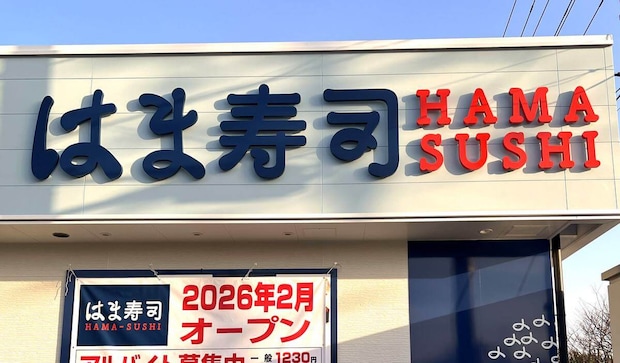 はま寿司
HAMA
SUSHI
はま寿司
HAMA-SUSHI
2026年2月
オープン
アルバイト募集中 一般1230円